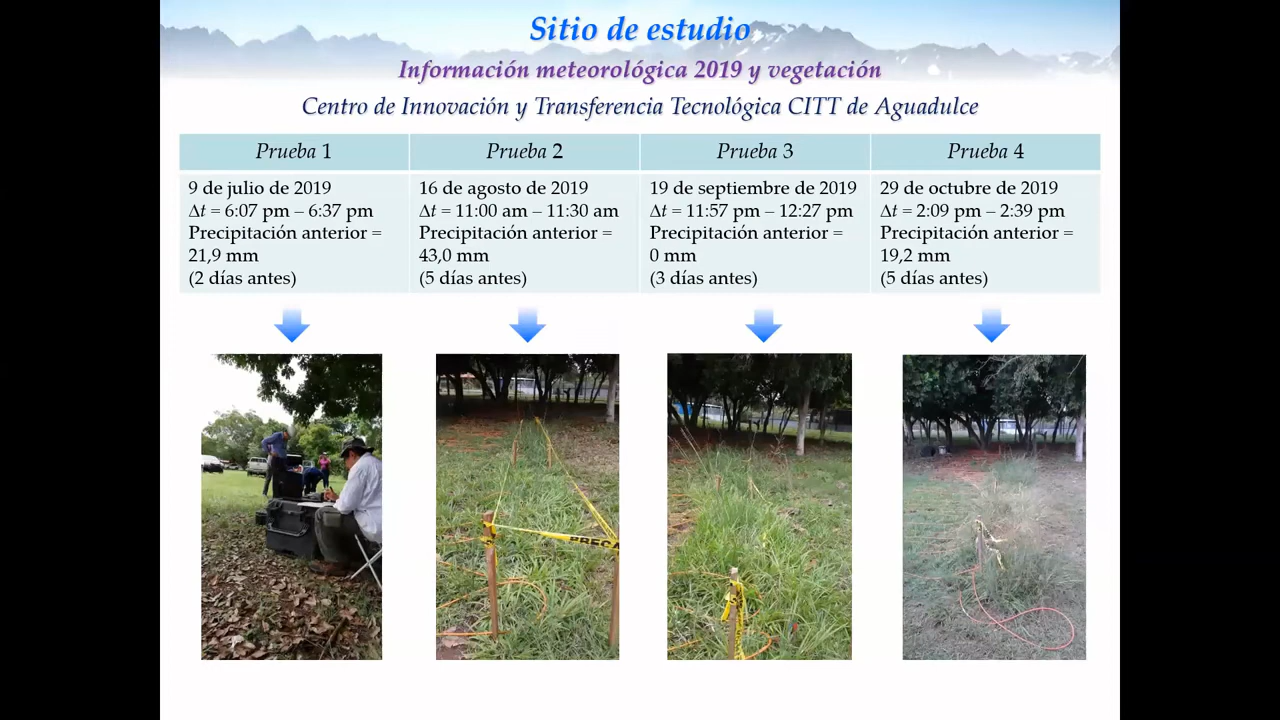 Sitio de estudio
Información meteorológica 2019 y vegetación
Centro de Innovación y Transferencia Tecnológica CITT de Aguadulce
Prueba 1
Prueba 2
Prueba 3
Prueba 4
9 de julio de 2019
Δt = 6:07 pm – 6:37 pm
Precipitación anterior =
21,9 mm
(2 días antes)
16 de agosto de 2019
Δt = 11:00 am – 11:30 am
Precipitación anterior =
43,0 mm
(5 días antes)
19 de septiembre de 2019
Δt = 11:57 pm – 12:27 pm
Precipitación anterior =
0 mm
(3 días antes)
29 de octubre de 2019
Δt = 2:09 pm – 2:39 pm
Precipitación anterior =
19,2 mm
(5 días antes)